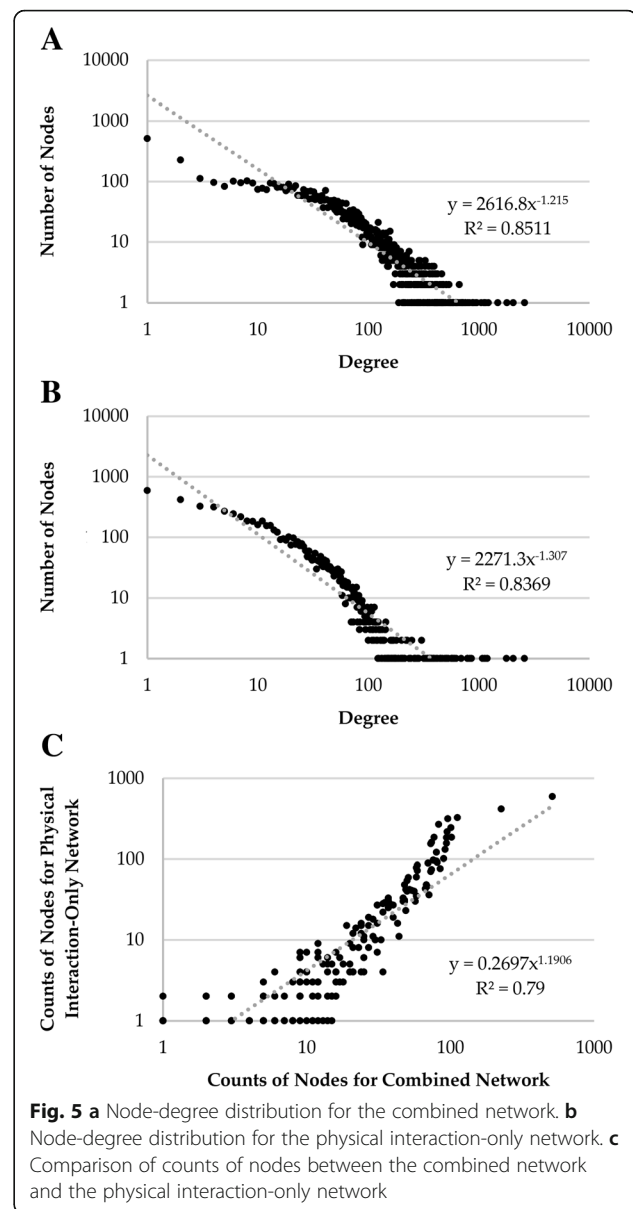 A
10000
1000
100
10
1
Number of Nodes
y = 2616.8x^-1.215
R² = 0.8511
1 10 100 1000 10000
Degree
B
10000
1000
100
10
1
Number of Nodes
y = 2271.3x^-1.307
R² = 0.8369
1 10 100 1000 10000
Degree
C
1000
100
10
1
Counts of Nodes for Physical
Interaction-Only Network
y = 0.2697x^1.1906
R² = 0.79
1 10 100 1000
Counts of Nodes for Combined Network
Fig. 5 a Node-degree distribution for the combined network. b
Node-degree distribution for the physical interaction-only network. c
Comparison of counts of nodes between the combined network
and the physical interaction-only network